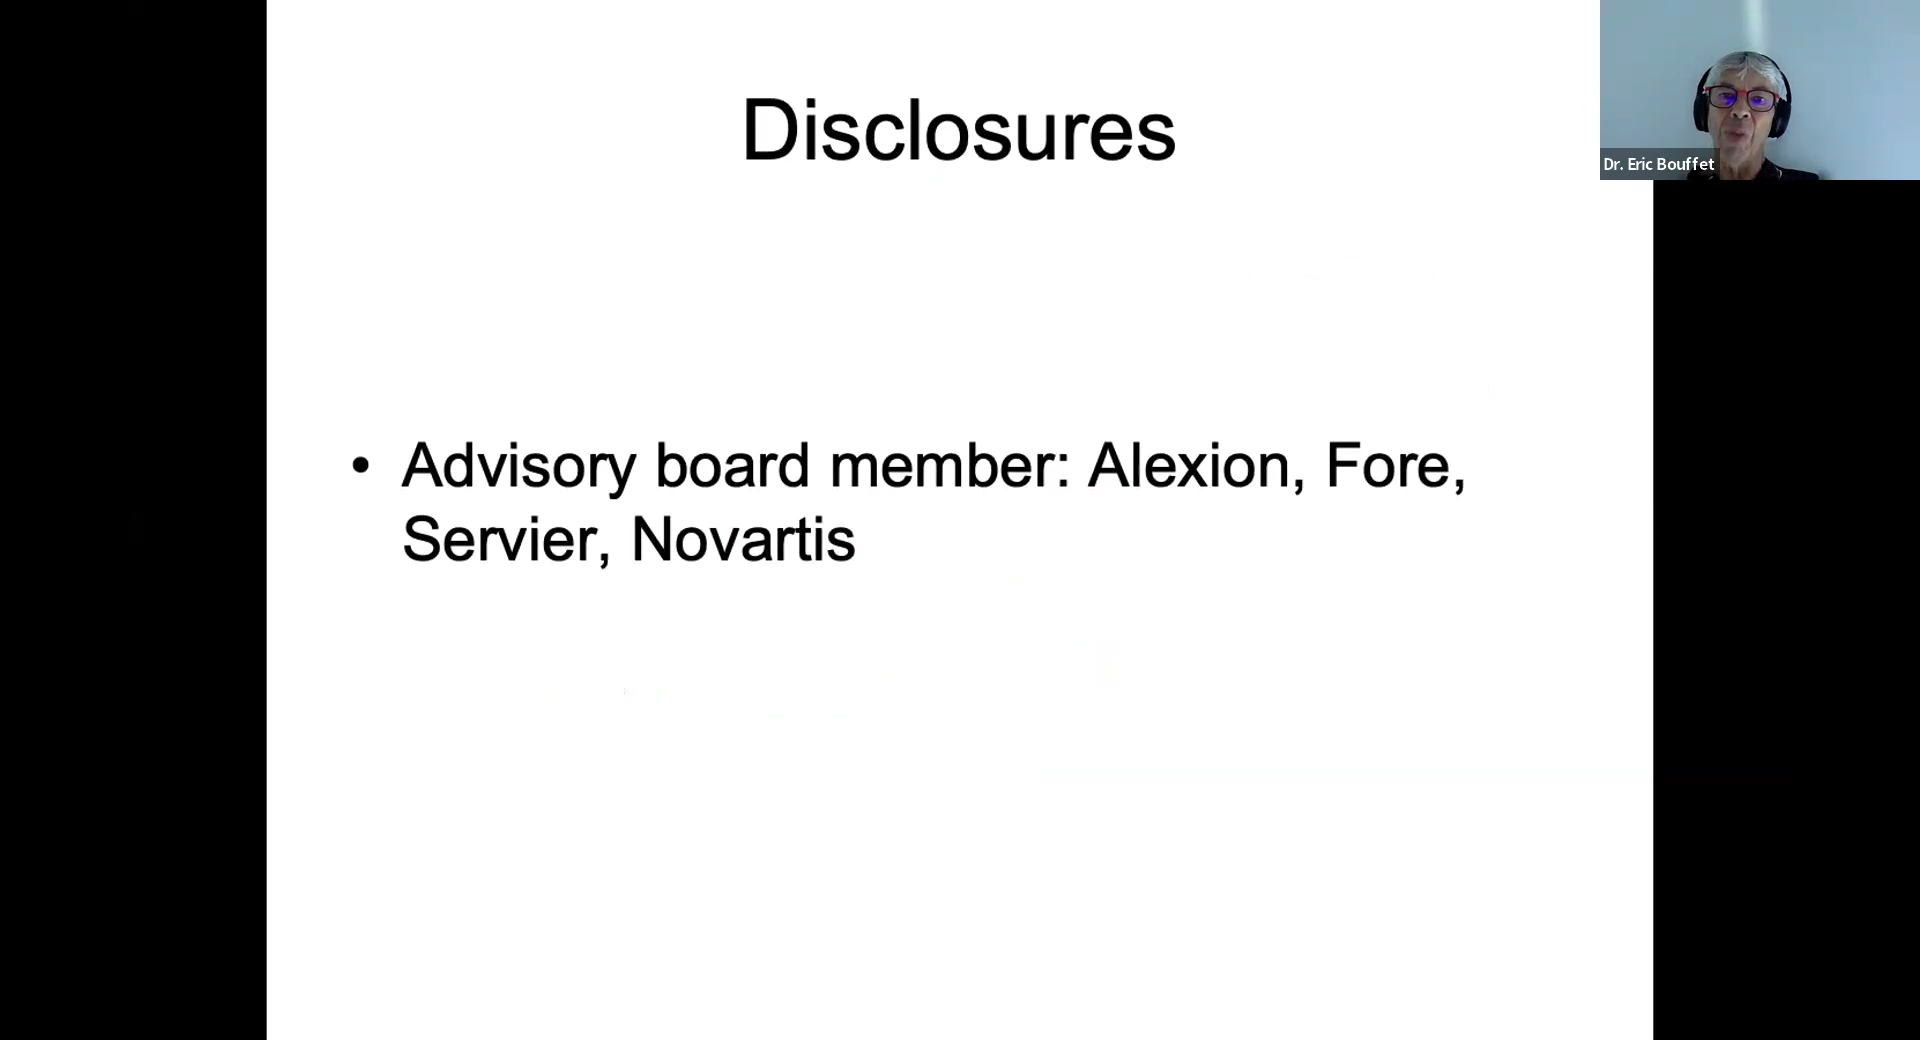 Disclosures
Dr. Eric Bouffet
• Advisory board member: Alexion, Fore,
Servier, Novartis